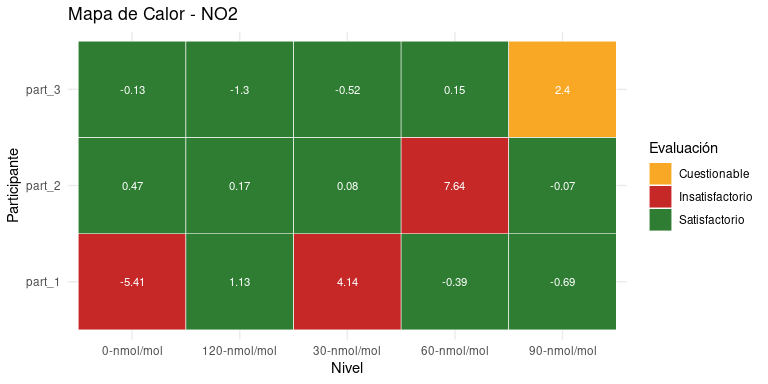 Mapa de Calor - NO2
part_3
-0.13
-1.3
-0.52
0.15
2.4
part_2
0.47
0.17
0.08
7.64
-0.07
part_1
-5.41
1.13
4.14
-0.39
-0.69
Participante
0-nmol/mol
120-nmol/mol
30-nmol/mol
60-nmol/mol
90-nmol/mol
Nivel
Evaluación
Cuestionable
Insatisfactorio
Satisfactorio